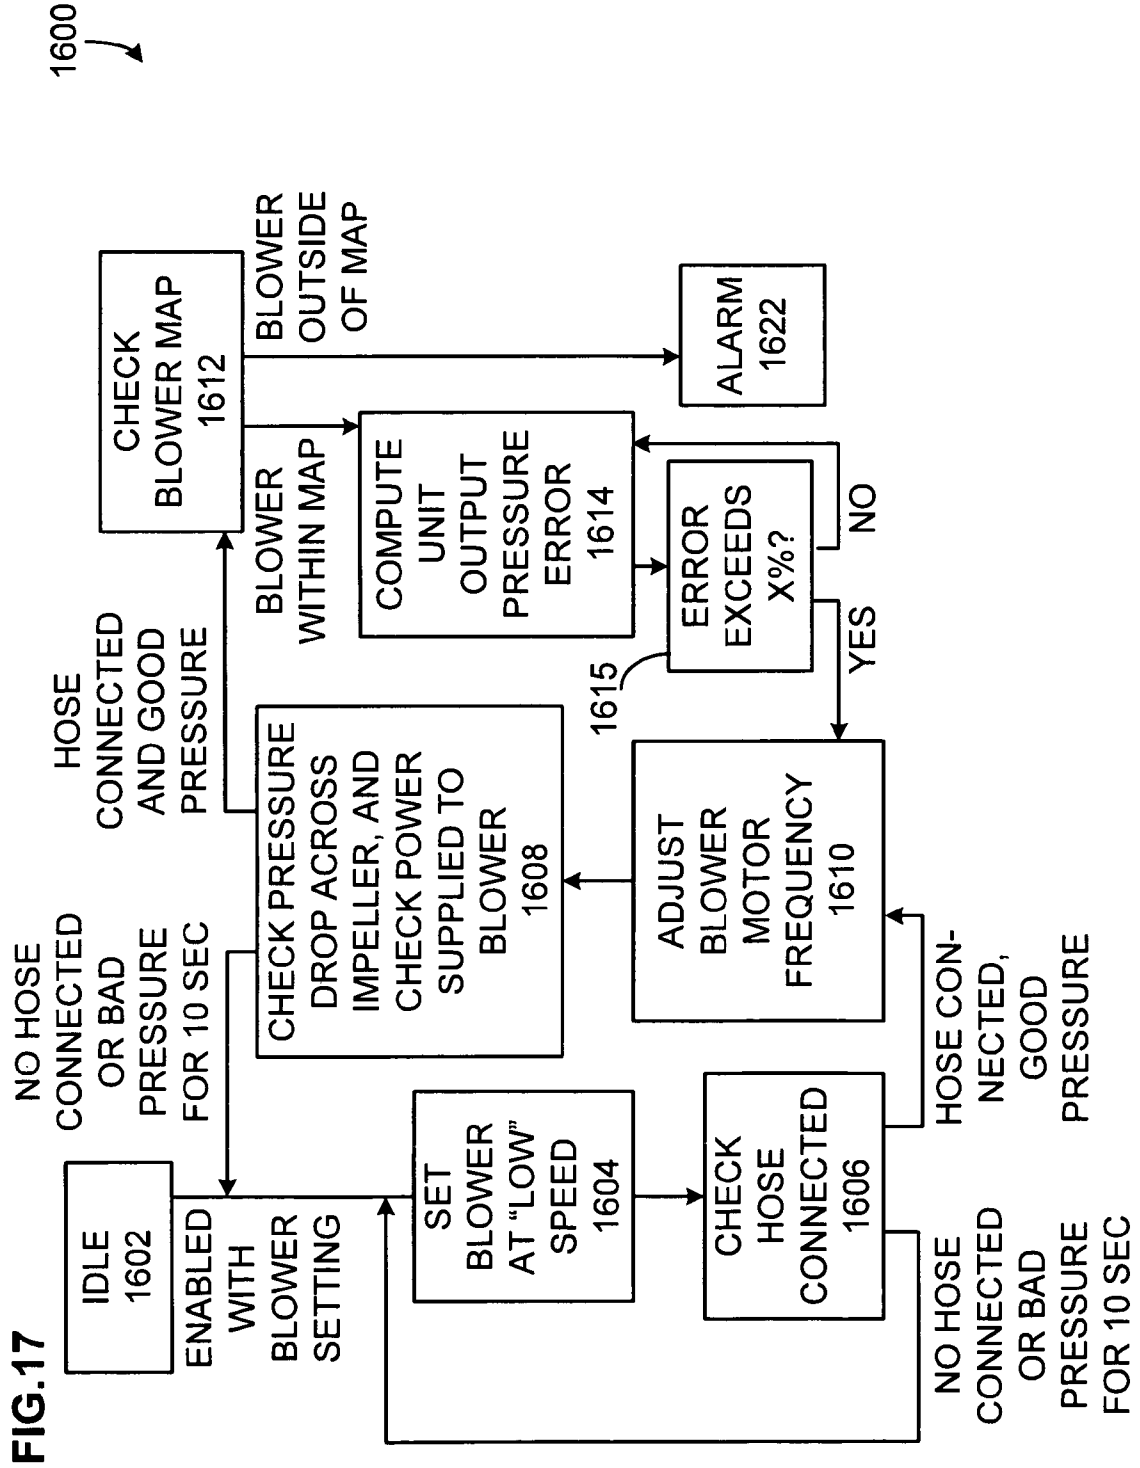 FIG.17
1600
IDLE
1602
ENABLED
WITH
BLOWER
SETTING
NO HOSE
CONNECTED
OR BAD
PRESSURE
FOR 10 SEC
SET
BLOWER
AT “LOW”
SPEED
1604
CHECK
HOSE
CONNECTED
1606
NO HOSE
CONNECTED
OR BAD
PRESSURE
FOR 10 SEC
HOSE CON-
NECTED,
GOOD
PRESSURE
CHECK PRESSURE
DROP ACROSS
IMPELLER, AND
CHECK POWER
SUPPLIED TO
BLOWER
1608
ADJUST
BLOWER
MOTOR
FREQUENCY
1610
HOSE
CONNECTED
AND GOOD
PRESSURE
CHECK
BLOWER MAP
1612
BLOWER
WITHIN MAP
BLOWER
OUTSIDE
OF MAP
COMPUTE
UNIT
OUTPUT
PRESSURE
ERROR
1614
1615
ERROR
EXCEEDS
X%?
YES
NO
ALARM
1622